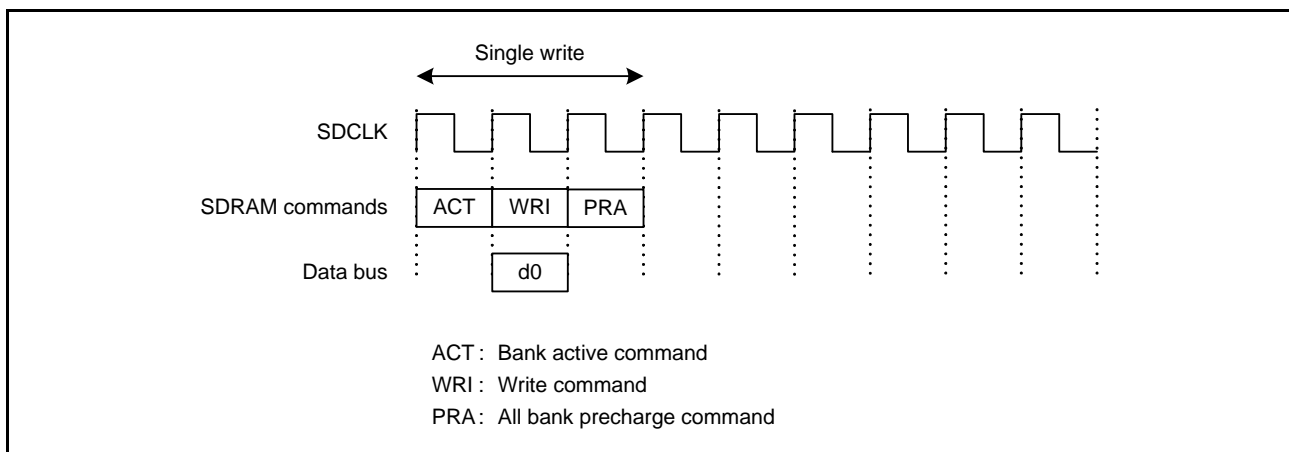 Single write
SDCLK
SDRAM commands ACT WRI PRA
Data bus d0
ACT : Bank active command
WRI : Write command
PRA : All bank precharge command